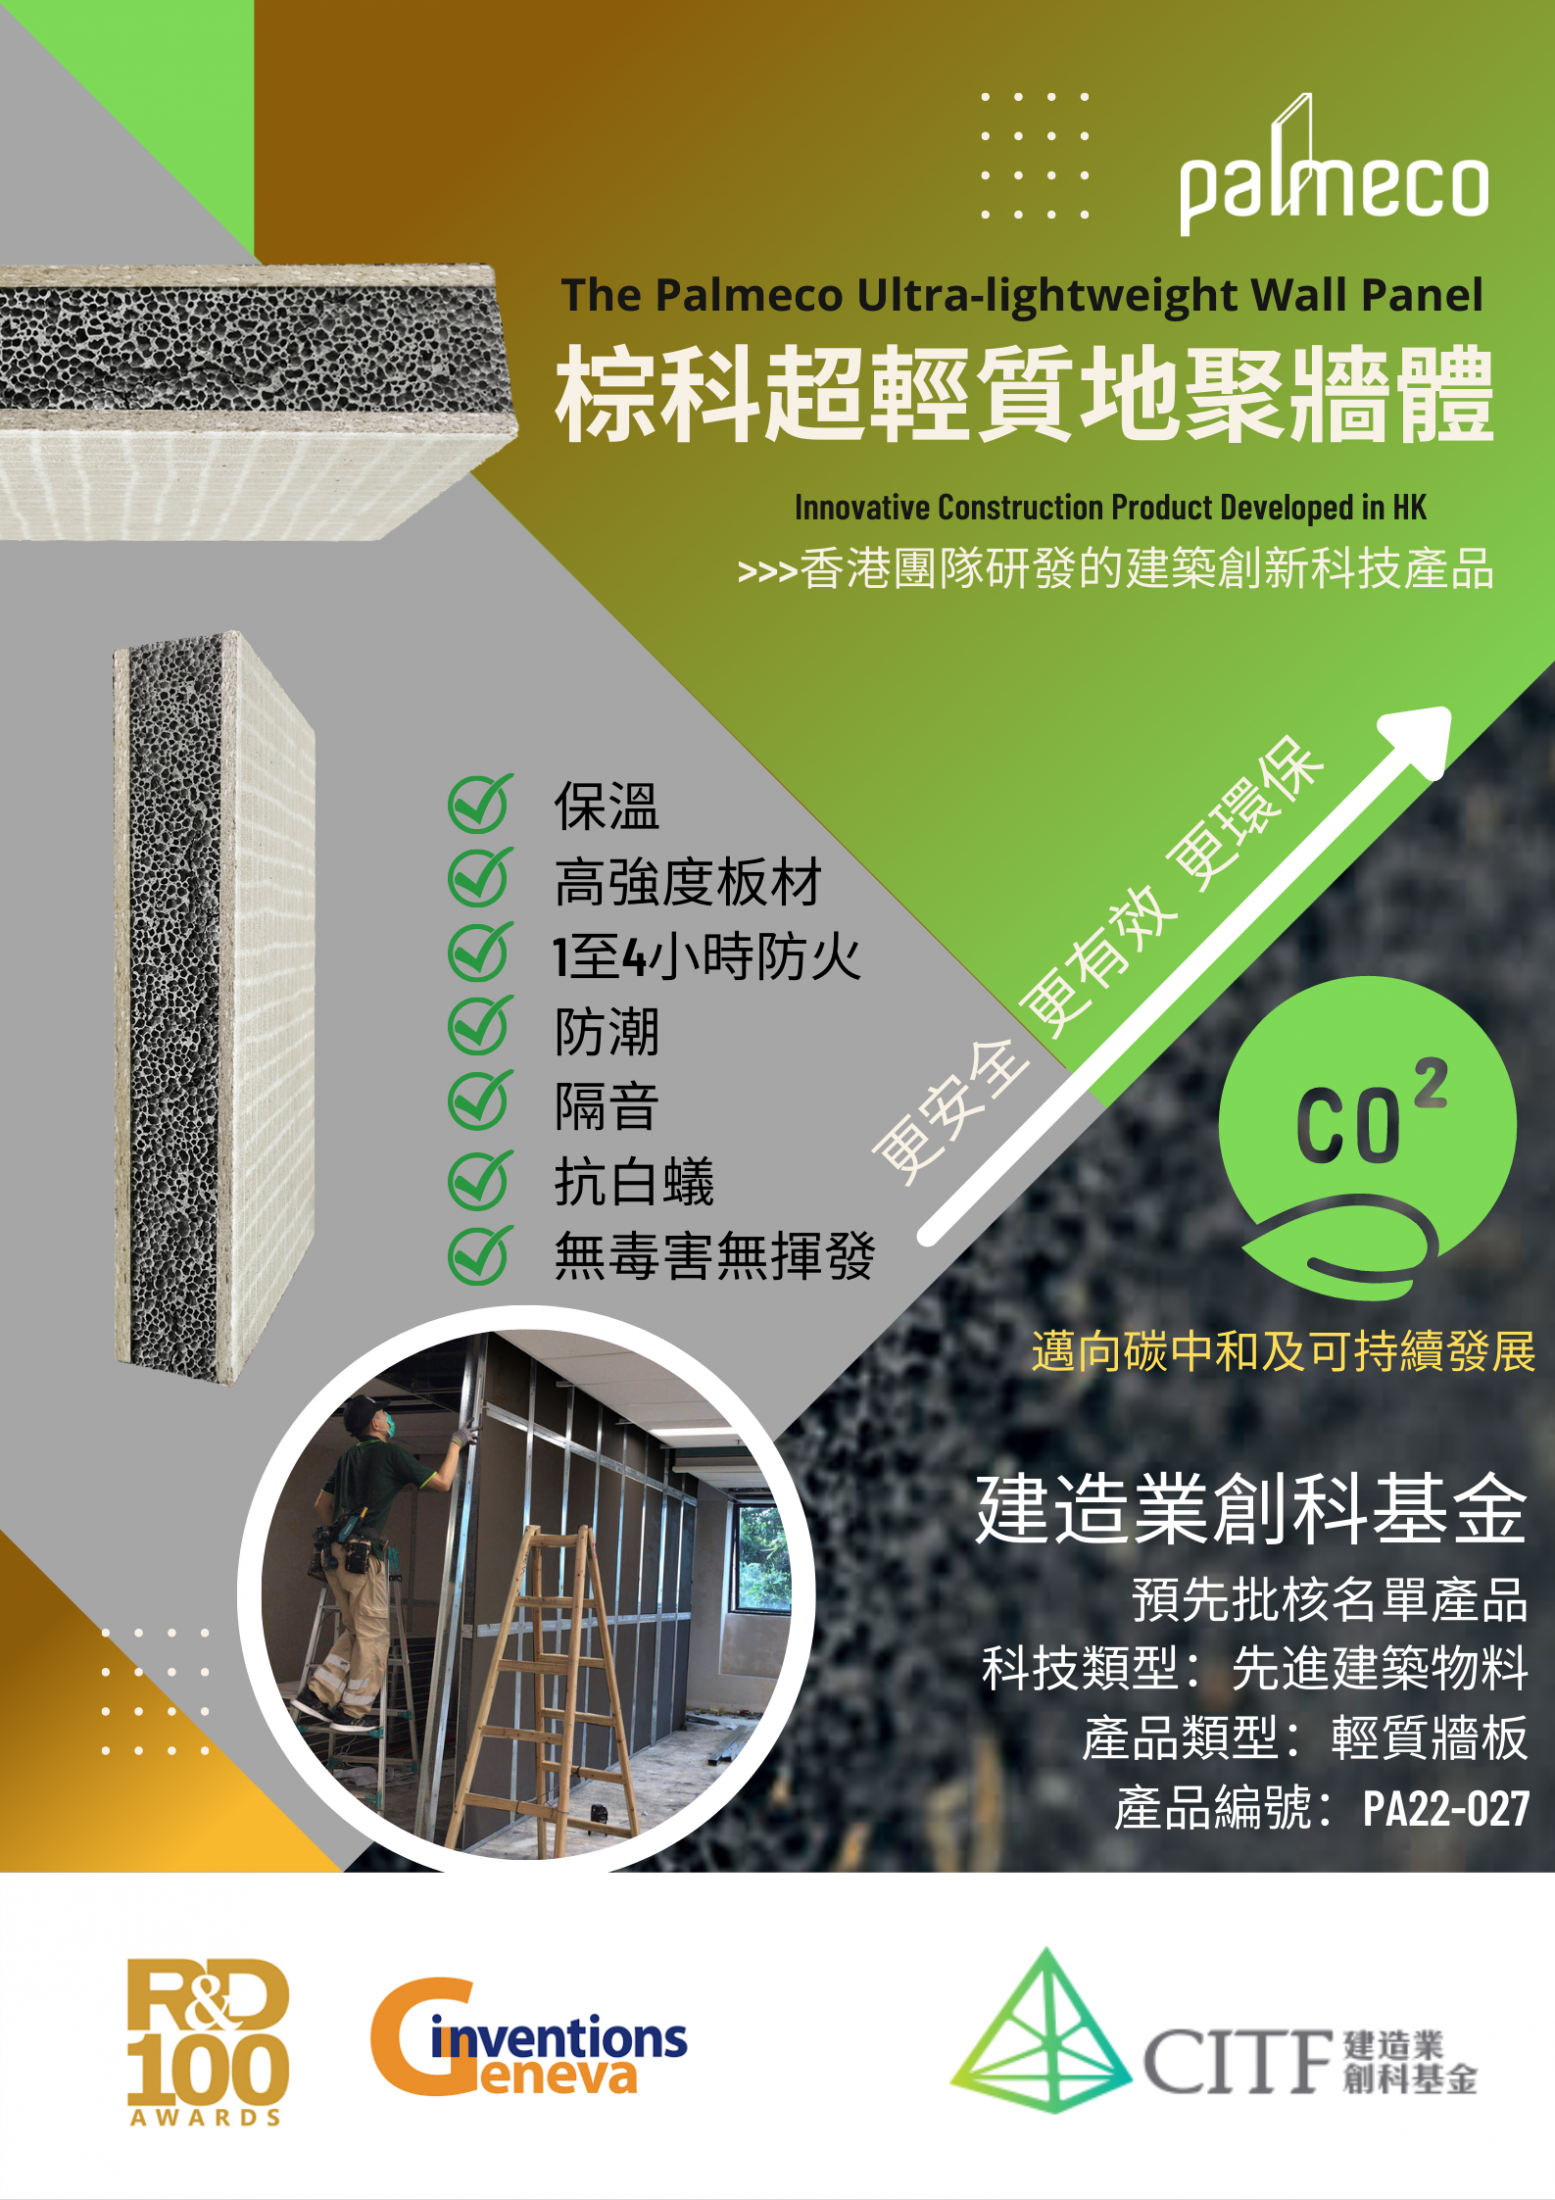 palmeco
The Palmeco Ultra-lightweight Wall Panel
棕科超輕質地聚牆體
Innovative Construction Product Developed in HK
>>>香港團隊研發的建築創新科技產品
保溫
高強度板材
1至4小時防火
防潮
隔音
抗白蟻
無毒害無揮發
更安全 更有效 更環保
CO²
邁向碳中和及可持續發展
建造業創科基金
預先批核名單產品
科技類型：先進建築物料
產品類型：輕質牆板
產品編號：PA22-027
R&D
100
AWARDS
inventions
Geneva
CITF
建造業
創科基金